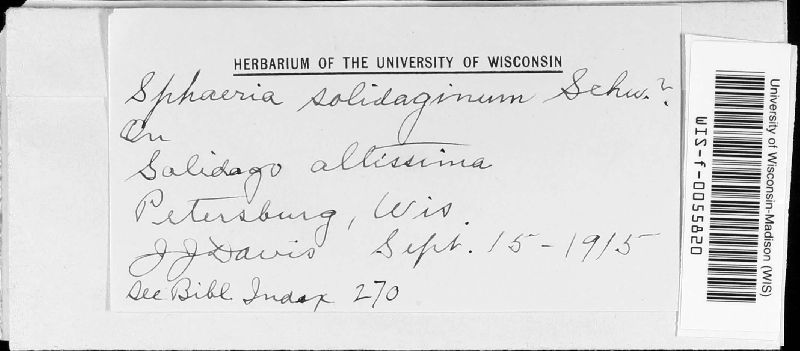 HERBARIUM OF THE UNIVERSITY OF WISCONSIN
Sphaeria solidaginum Schw.?
On
Solidago altissima
Petersburg, Wis.
J J Davis Sept. 15-1915
See Bibl. Index 270
University of Wisconsin-Madison (WIS)
WIS-f-0055820